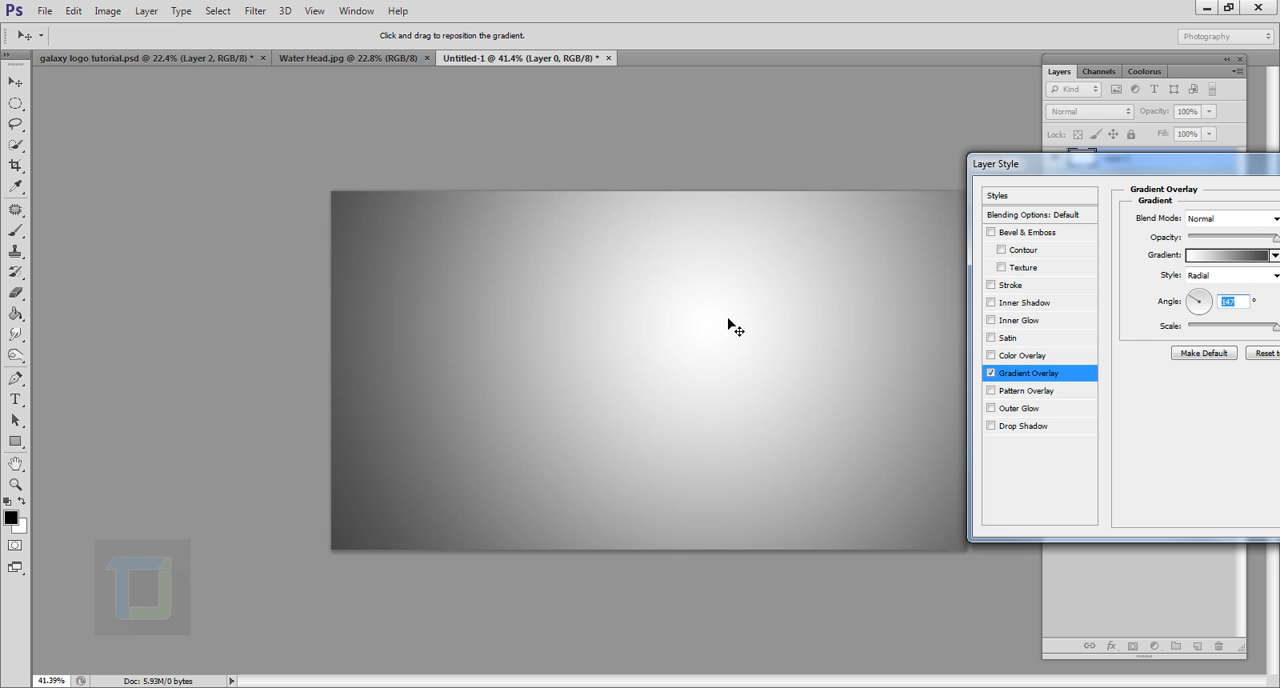 Ps File Edit Image Layer Type Select Filter 3D View Window Help
Click and drag to reposition the gradient.
Photography
galaxy logo tutorial.psd @ 22.4% (Layer 2, RGB/8) *
Water Head.jpg @ 22.8% (RGB/8)
Untitled-1 @ 41.4% (Layer 0, RGB/8) *
Layers Channels Coolorus
Kind
Normal Opacity: 100%
Lock: Fill: 100%
Layer Style
Styles
Blending Options: Default
Bevel & Emboss
Contour
Texture
Stroke
Inner Shadow
Inner Glow
Satin
Color Overlay
Gradient Overlay
Pattern Overlay
Outer Glow
Drop Shadow
Gradient Overlay
Gradient
Blend Mode: Normal
Opacity:
Gradient:
Style: Radial
Angle: 147 °
Scale:
Make Default Reset to
fx
41.39% Doc: 5.93M/0 bytes